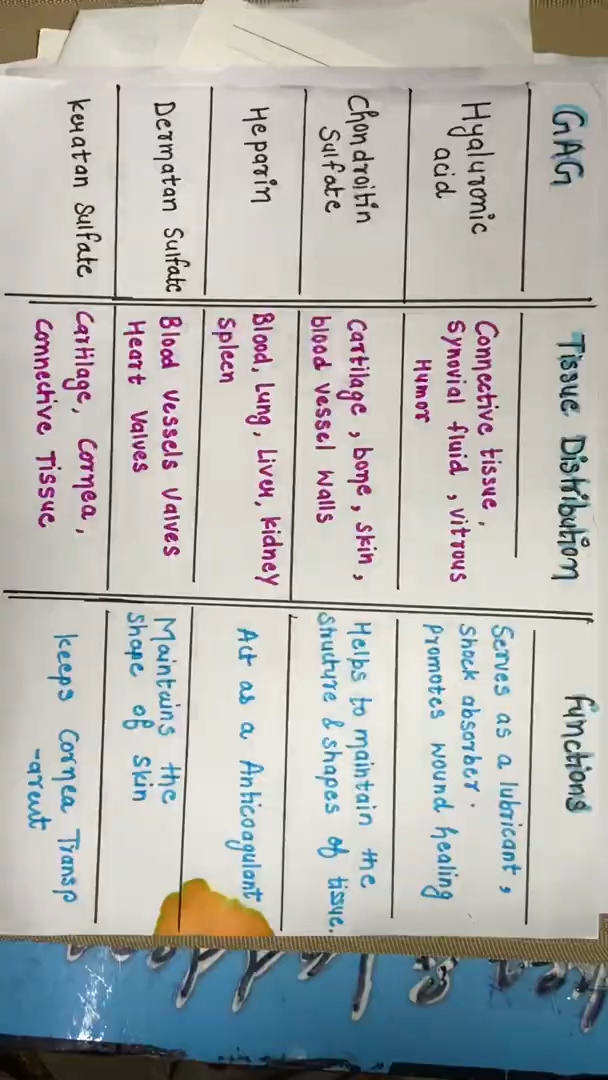 GAG
Tissue Distribution
functions
Hyaluronic
acid
Connective tissue,
synovial fluid, vitrous
Humor
Serves as a lubricant,
shock absorber.
Promotes wound healing
Chondroitin
Sulfate
Cartilage, bone, skin,
blood vessel walls
Helps to maintain the
struture & shapes of tissue.
Heparin
Blood, Lung, Liver, kidney
spleen
Act as a Anticoagulant
Dermatan Sulfate
Blood vessels valves
Heart valves
Maintains the
shape of skin
keratan sulfate
Cartilage, Cornea,
connective Tissue
keeps Cornea Transp
-arent